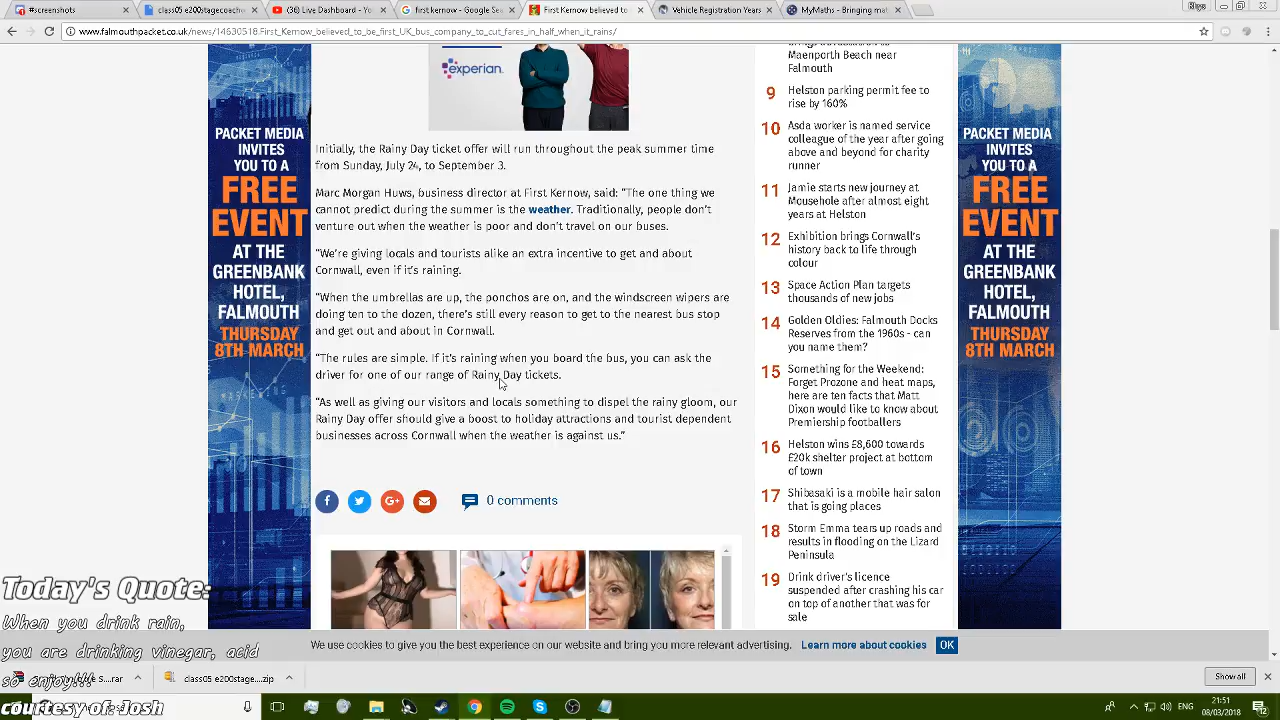 #screenshots
class05 e200stagecoach
(36) Live Dashboard - Yo
first kernow - Google Se
First Kernow believed to
Vehicle Registration Years
MyMaths - Bringing mat
www.falmouthpacket.co.uk/news/14630518.First_Kernow_believed_to_be_first_UK_bus_company_to_cut_fares_in_half_when_it_rains/
experian.
Initially, the Rainy Day ticket offer will run throughout the peak summer time
from Sunday, July 24, to September 3.
Huws, business director at First Kernow, said: “The one thing we
cannot predict during the summer is the weather. Traditionally, people don’t
venture out when the weather is poor and don’t travel on our buses.
giving locals and tourists alike an extra incentive to get and about
even if it’s raining.
umbrellas are up, the ponchos are on and the windscreen wipers are
to the driver, there’s still every reason to get to the nearest bus stop
and get out and about in Cornwall.
are simple. If it’s raining when you board the bus, you can ask the
driver for one of our range of Rainy Day tickets.
“As well as giving our visitors and locals something to dispel the rainy gloom, our
Rainy Day offer should give a boost to holiday attractions and tourist dependent
businesses across Cornwall when the weather is against us.”
0 comments
Maenporth Beach near
Falmouth
9 Helston parking permit fee to
rise by 160%
10 Asda worker is named service
colleague of the year after going
above and beyond for charity
runner
11 Jamie starts new journey at
Mousehole after almost eight
years at Helston
12 Exhibition brings Cornwall’s
history back to life through
colour
13 Space Action Plan targets
thousands of new jobs
14 Golden Oldies: Falmouth Docks
Reserves from the 1960s - can
you name them?
15 Something for the Weekend:
Forget Prozone and heat maps,
here are ten facts that Matt
Dixon would like to know about
Premiership footballers
16 Helston wins £8,600 towards
£20k shelter project at bottom
of town
17 Shibasaki is a mobile hair salon
that is going places
18 Storm Emma tears up roads and
results in flooding on the Lizard
Peninsula
19 Drink driver’s licence
suspended after crashing his car
on top of another that was for
sale
PACKET MEDIA
INVITES
YOU TO A
FREE
EVENT
AT THE
GREENBANK
HOTEL,
FALMOUTH
THURSDAY
8TH MARCH
PACKET MEDIA
INVITES
YOU TO A
FREE
EVENT
AT THE
GREENBANK
HOTEL,
FALMOUTH
THURSDAY
8TH MARCH
Today's Quote:
When you drink rain,
you are drinking vinegar, and
so enjoy!!!
courtesy of: Josh
We use cookies to give you the best experience on our website and bring you more relevant advertising. Learn more about cookies OK
class05 e200stage....zip
Show all
ENG
21:51
08/03/2018